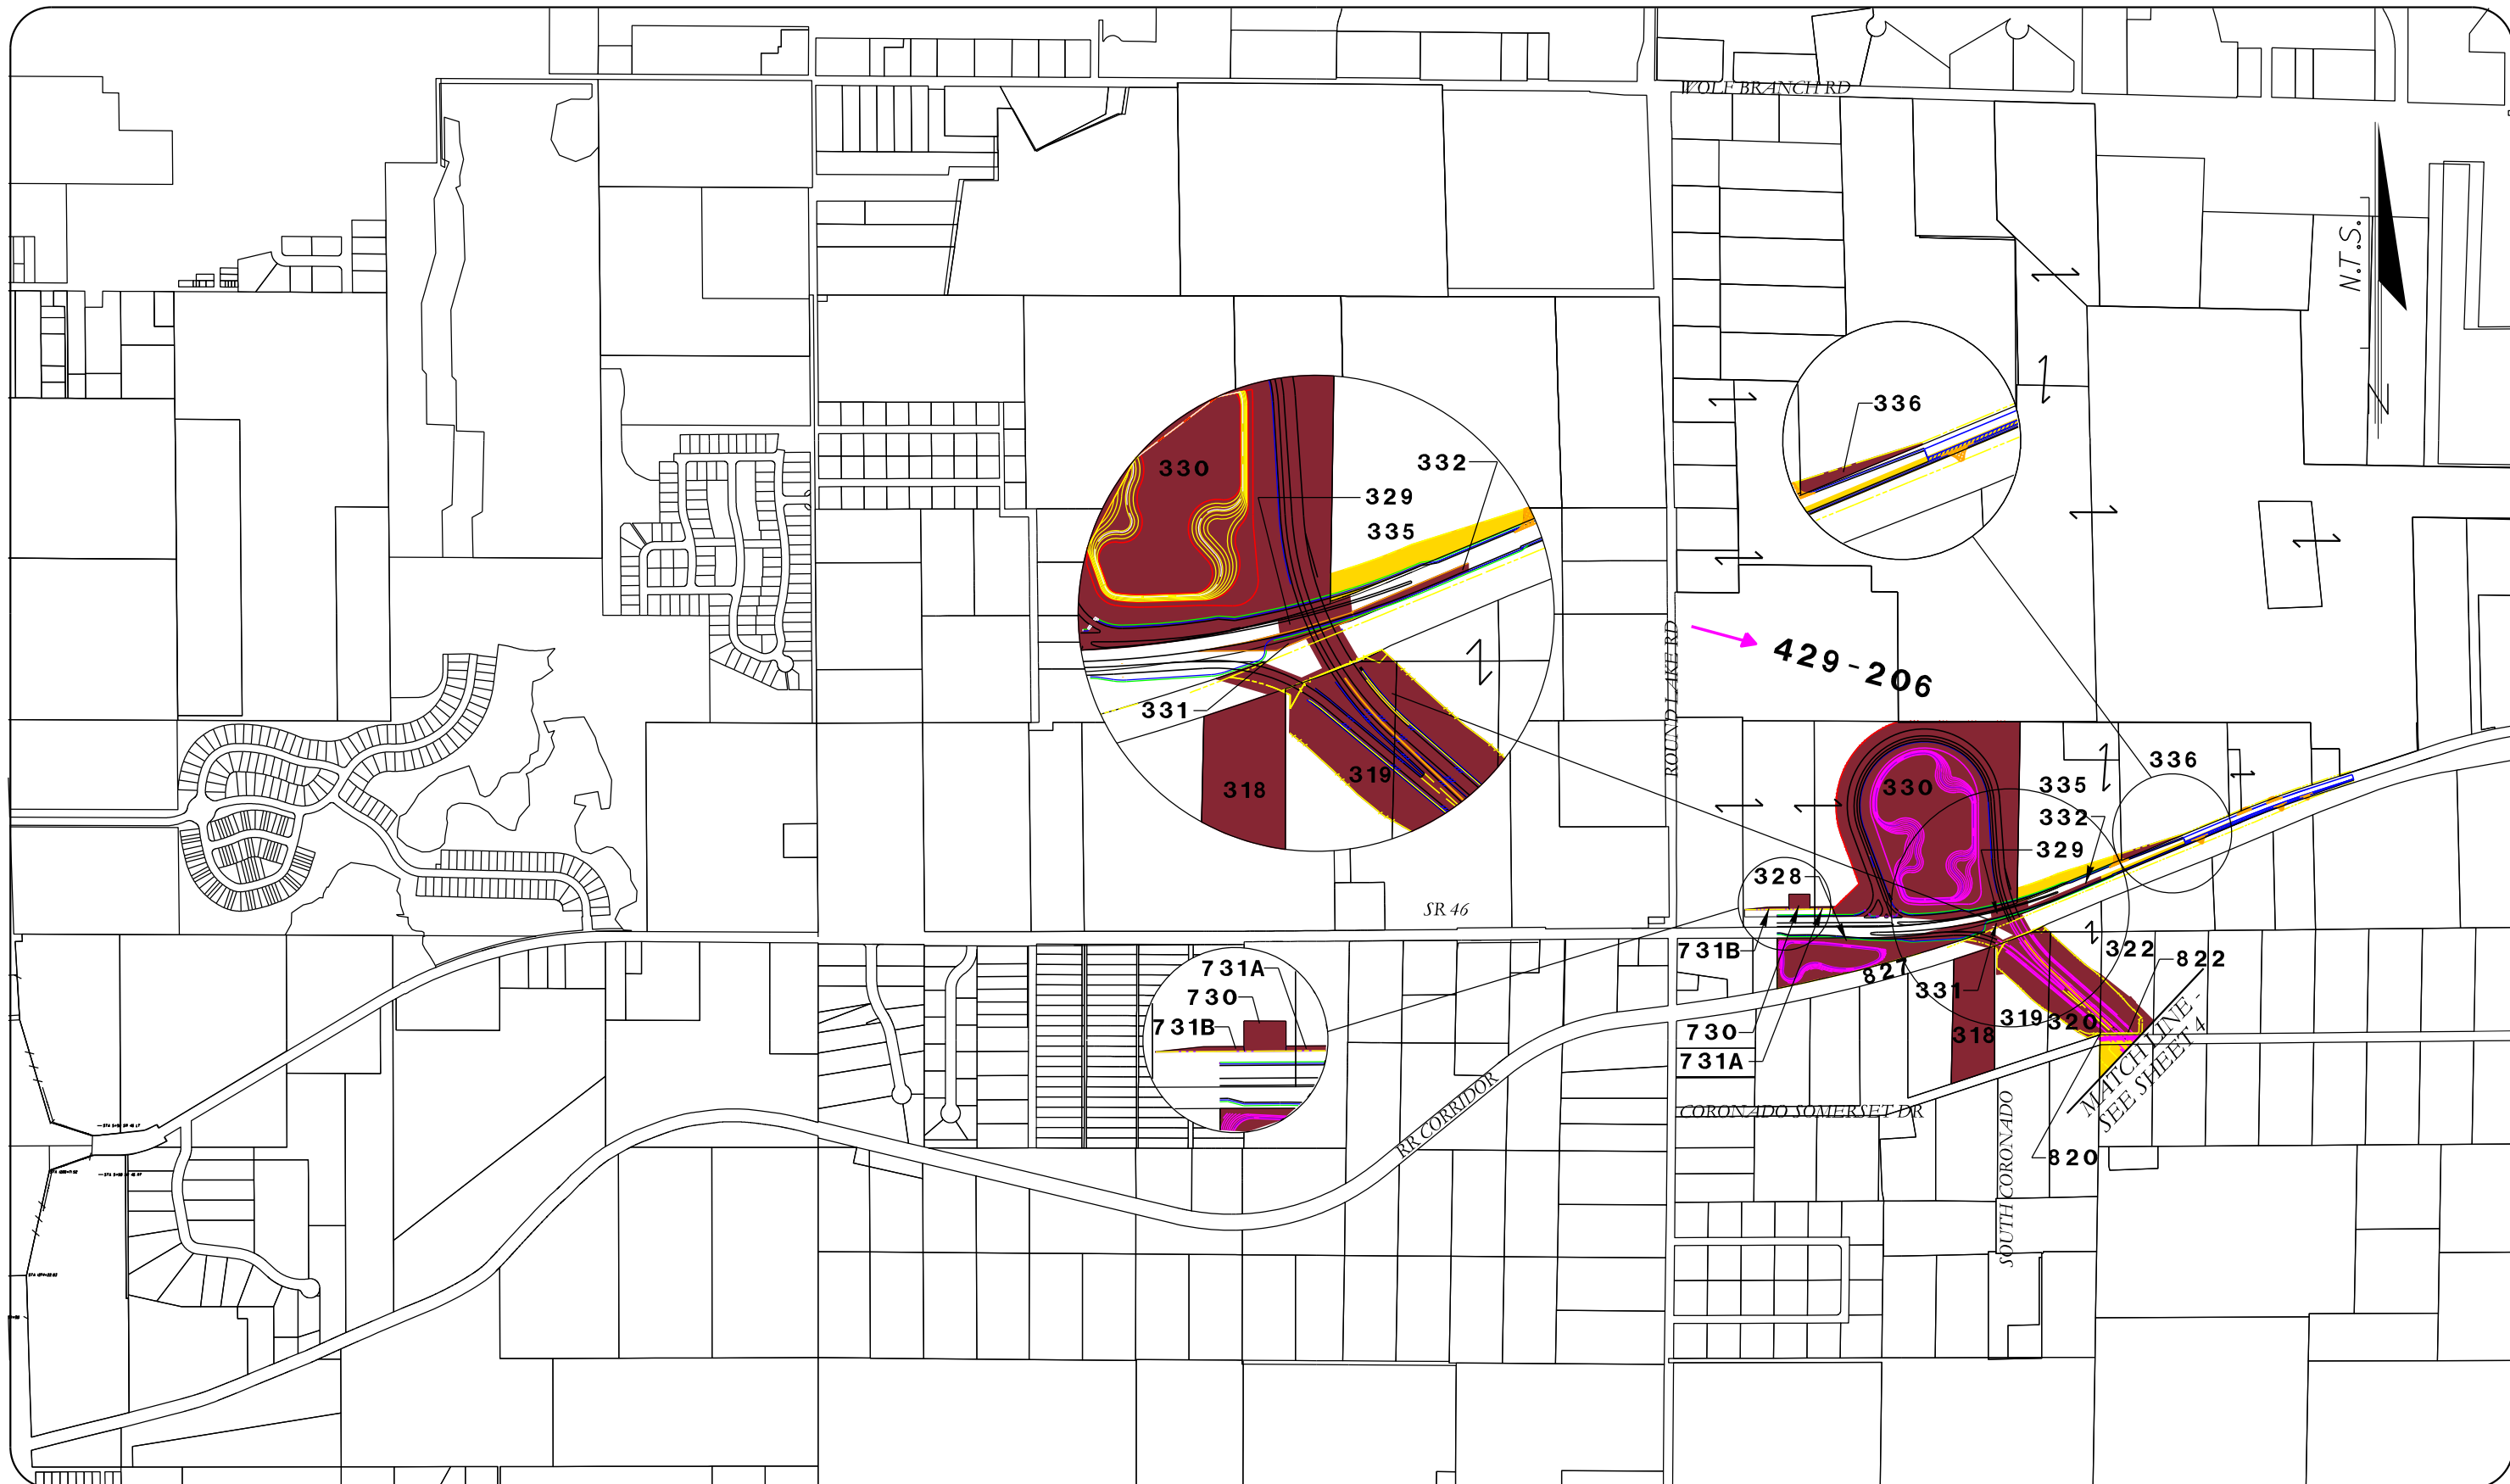 WOLF BRANCH RD
N.T.S.
336
330
332
329
335
331
318
319
ROUND LAKE RD
429-206
336
335
332
329
330
328
SR 46
731B
827
322
822
331
731A
730
731B
319
320
318
730
731A
MATCH LINE -
SEE SHEET 4
RR CORRIDOR
CORONADO SOMERSET DR
SOUTH CORONADO
820